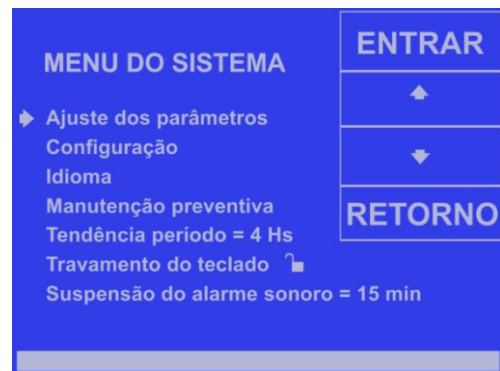 MENU DO SISTEMA
Ajuste dos parâmetros
Configuração
Idioma
Manutenção preventiva
Tendência período = 4 Hs
Travamento do teclado
Suspensão do alarme sonoro = 15 min
ENTRAR
RETORNO